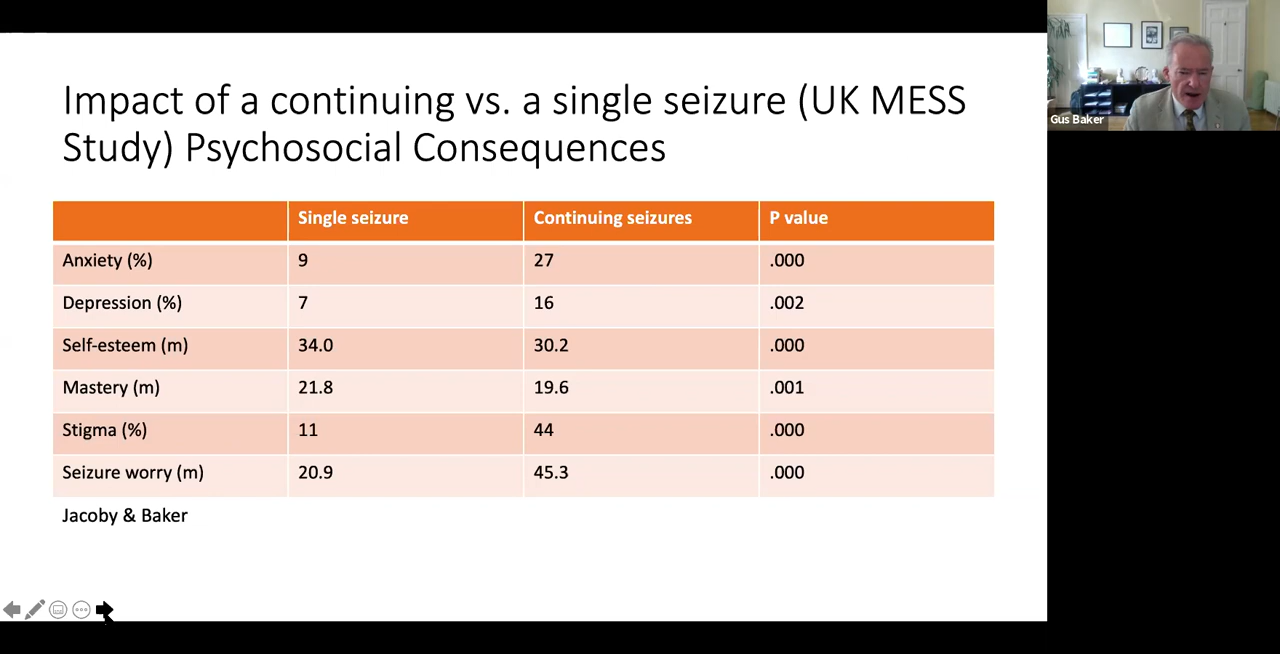 Impact of a continuing vs. a single seizure (UK MESS
Study) Psychosocial Consequences
Single seizure Continuing seizures P value
Anxiety (%) 9 27 .000
Depression (%) 7 16 .002
Self-esteem (m) 34.0 30.2 .000
Mastery (m) 21.8 19.6 .001
Stigma (%) 11 44 .000
Seizure worry (m) 20.9 45.3 .000
Jacoby & Baker
Gus Baker